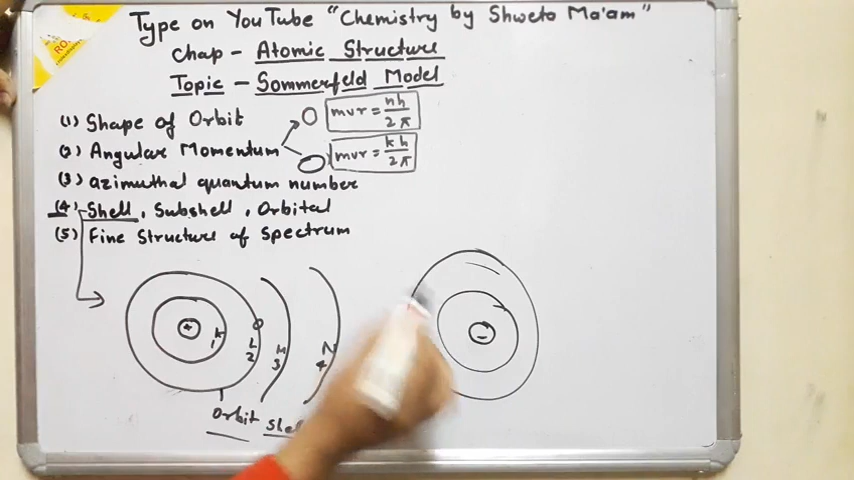 Type on YouTube "Chemistry by Shweta Ma'am"
Chap - Atomic Structure
Topic - Sommerfeld Model
(1) Shape of Orbit
mvr = nh/2π
(2) Angular Momentum
mvr = kh/2π
(3) azimuthal quantum number
(4) Shell, Subshell, Orbital
(5) Fine Structure of Spectrum
+
K
1
L
2
M
3
N
4
-
Orbit